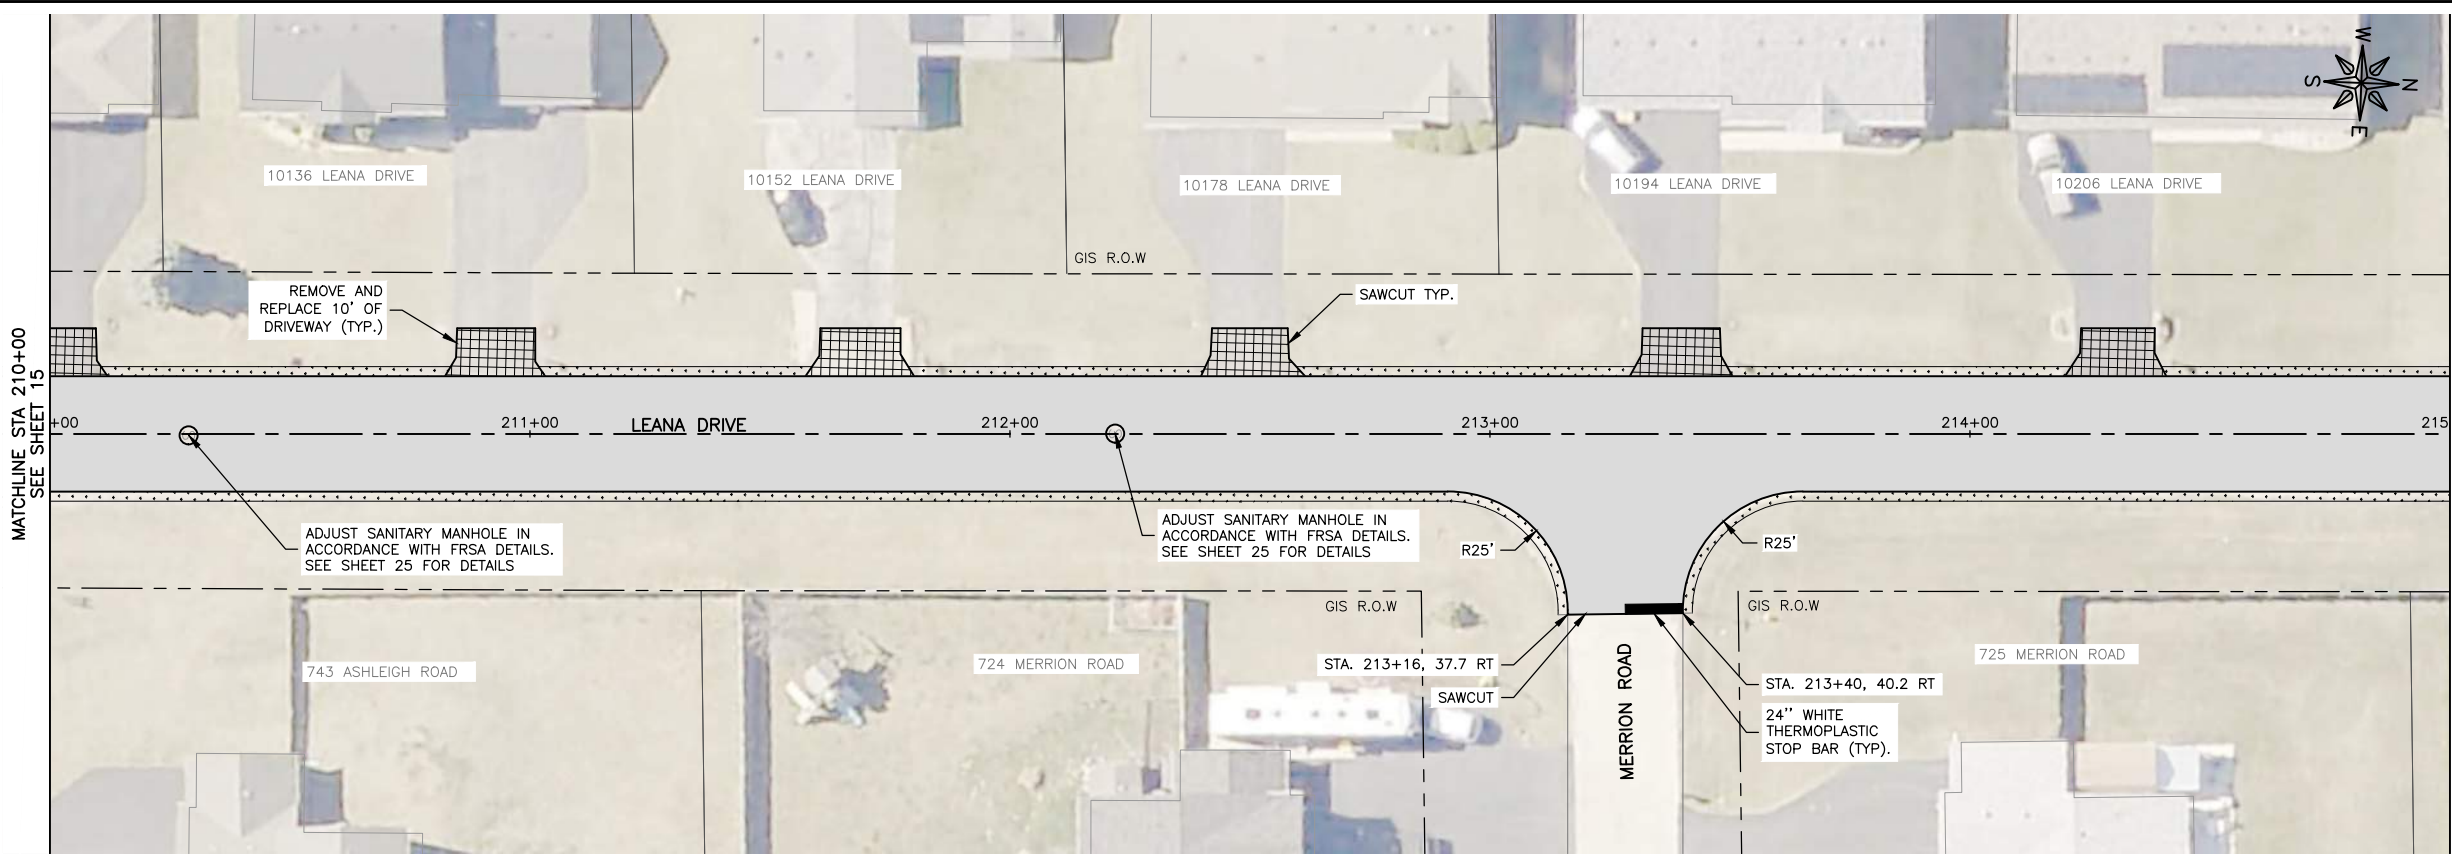 W
S
N
E
10136 LEANA DRIVE
10152 LEANA DRIVE
10178 LEANA DRIVE
10194 LEANA DRIVE
10206 LEANA DRIVE
GIS R.O.W
REMOVE AND
REPLACE 10' OF
DRIVEWAY (TYP.)
SAWCUT TYP.
MATCHLINE STA 210+00
SEE SHEET 15
+00
211+00
LEANA DRIVE
212+00
213+00
214+00
215
ADJUST SANITARY MANHOLE IN
ACCORDANCE WITH FRSA DETAILS.
SEE SHEET 25 FOR DETAILS
ADJUST SANITARY MANHOLE IN
ACCORDANCE WITH FRSA DETAILS.
SEE SHEET 25 FOR DETAILS
R25'
R25'
GIS R.O.W
GIS R.O.W
743 ASHLEIGH ROAD
724 MERRION ROAD
STA. 213+16, 37.7 RT
SAWCUT
MERRION ROAD
725 MERRION ROAD
STA. 213+40, 40.2 RT
24" WHITE
THERMOPLASTIC
STOP BAR (TYP).